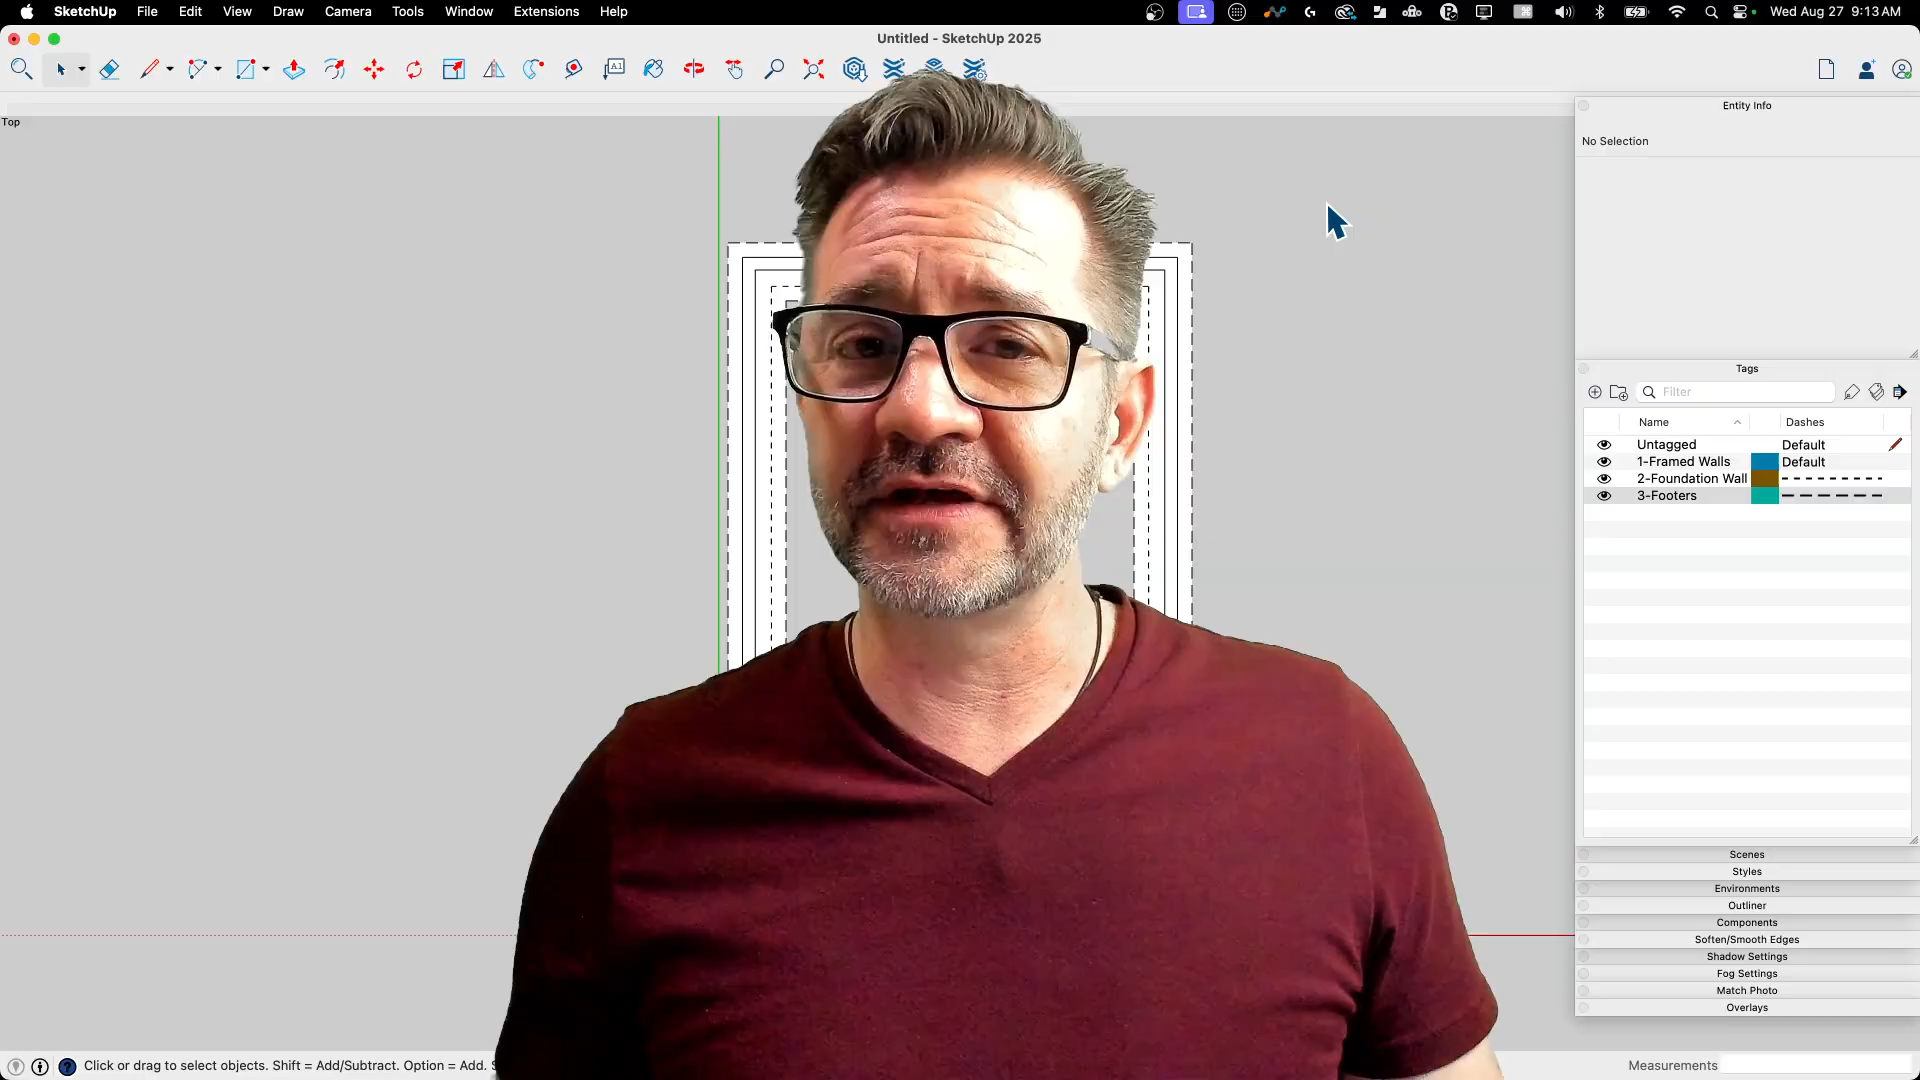 SketchUp File Edit View Draw Camera Tools Window Extensions Help Wed Aug 27 9:13 AM
Untitled - SketchUp 2025
A1
Top
Entity Info
No Selection
Tags
Filter
Name Dashes
Untagged Default
1-Framed Walls Default
2-Foundation Wall
3-Footers
Scenes
Styles
Environments
Outliner
Components
Soften/Smooth Edges
Shadow Settings
Fog Settings
Match Photo
Overlays
Click or drag to select objects. Shift = Add/Subtract. Option = Add.
Measurements